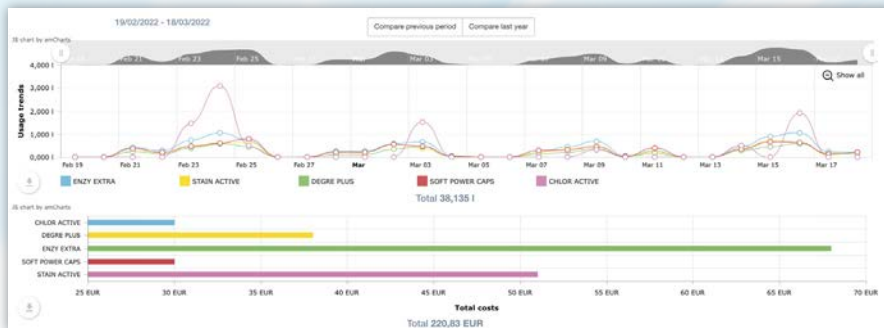 19/02/2022 - 18/03/2022
Compare previous period Compare last year
JS chart by amCharts
Feb 21 Feb 23 Feb 25 Mar 03 Mar 09 Mar 15
4,000 l
Show all
3,000 l
2,000 l
1,000 l
0,000 l
Usage trends
Feb 19 Feb 21 Feb 23 Feb 25 Feb 27 Mar Mar 03 Mar 05 Mar 07 Mar 09 Mar 11 Mar 13 Mar 15 Mar 17
ENZY EXTRA STAIN ACTIVE DEGRE PLUS SOFT POWER CAPS CHLOR ACTIVE
Total 38,135 l
JS chart by amCharts
CHLOR ACTIVE
DEGRE PLUS
ENZY EXTRA
SOFT POWER CAPS
STAIN ACTIVE
25 EUR 30 EUR 35 EUR 40 EUR 45 EUR 50 EUR 55 EUR 60 EUR 65 EUR 70 EUR
Total costs
Total 220,83 EUR